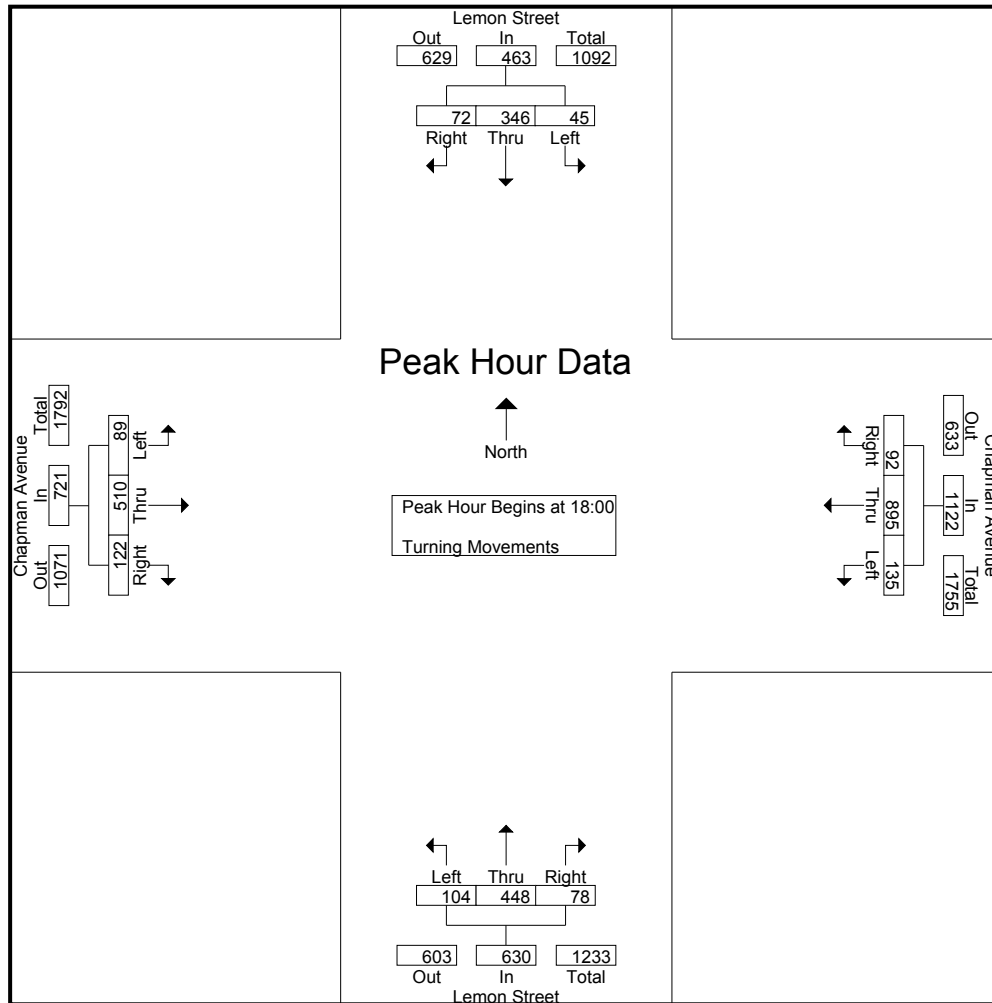 Lemon Street
Out In Total
629 463 1092
72 346 45
Right Thru Left
Peak Hour Data
North
Peak Hour Begins at 18:00
Turning Movements
Chapman Avenue
Total In Out
1792 721 1071
89 510 122
Left Thru Right
Chapman Avenue
Out In Total
633 1122 1755
Right Thru Left
92 895 135
Left Thru Right
104 448 78
603 630 1233
Out In Total
Lemon Street